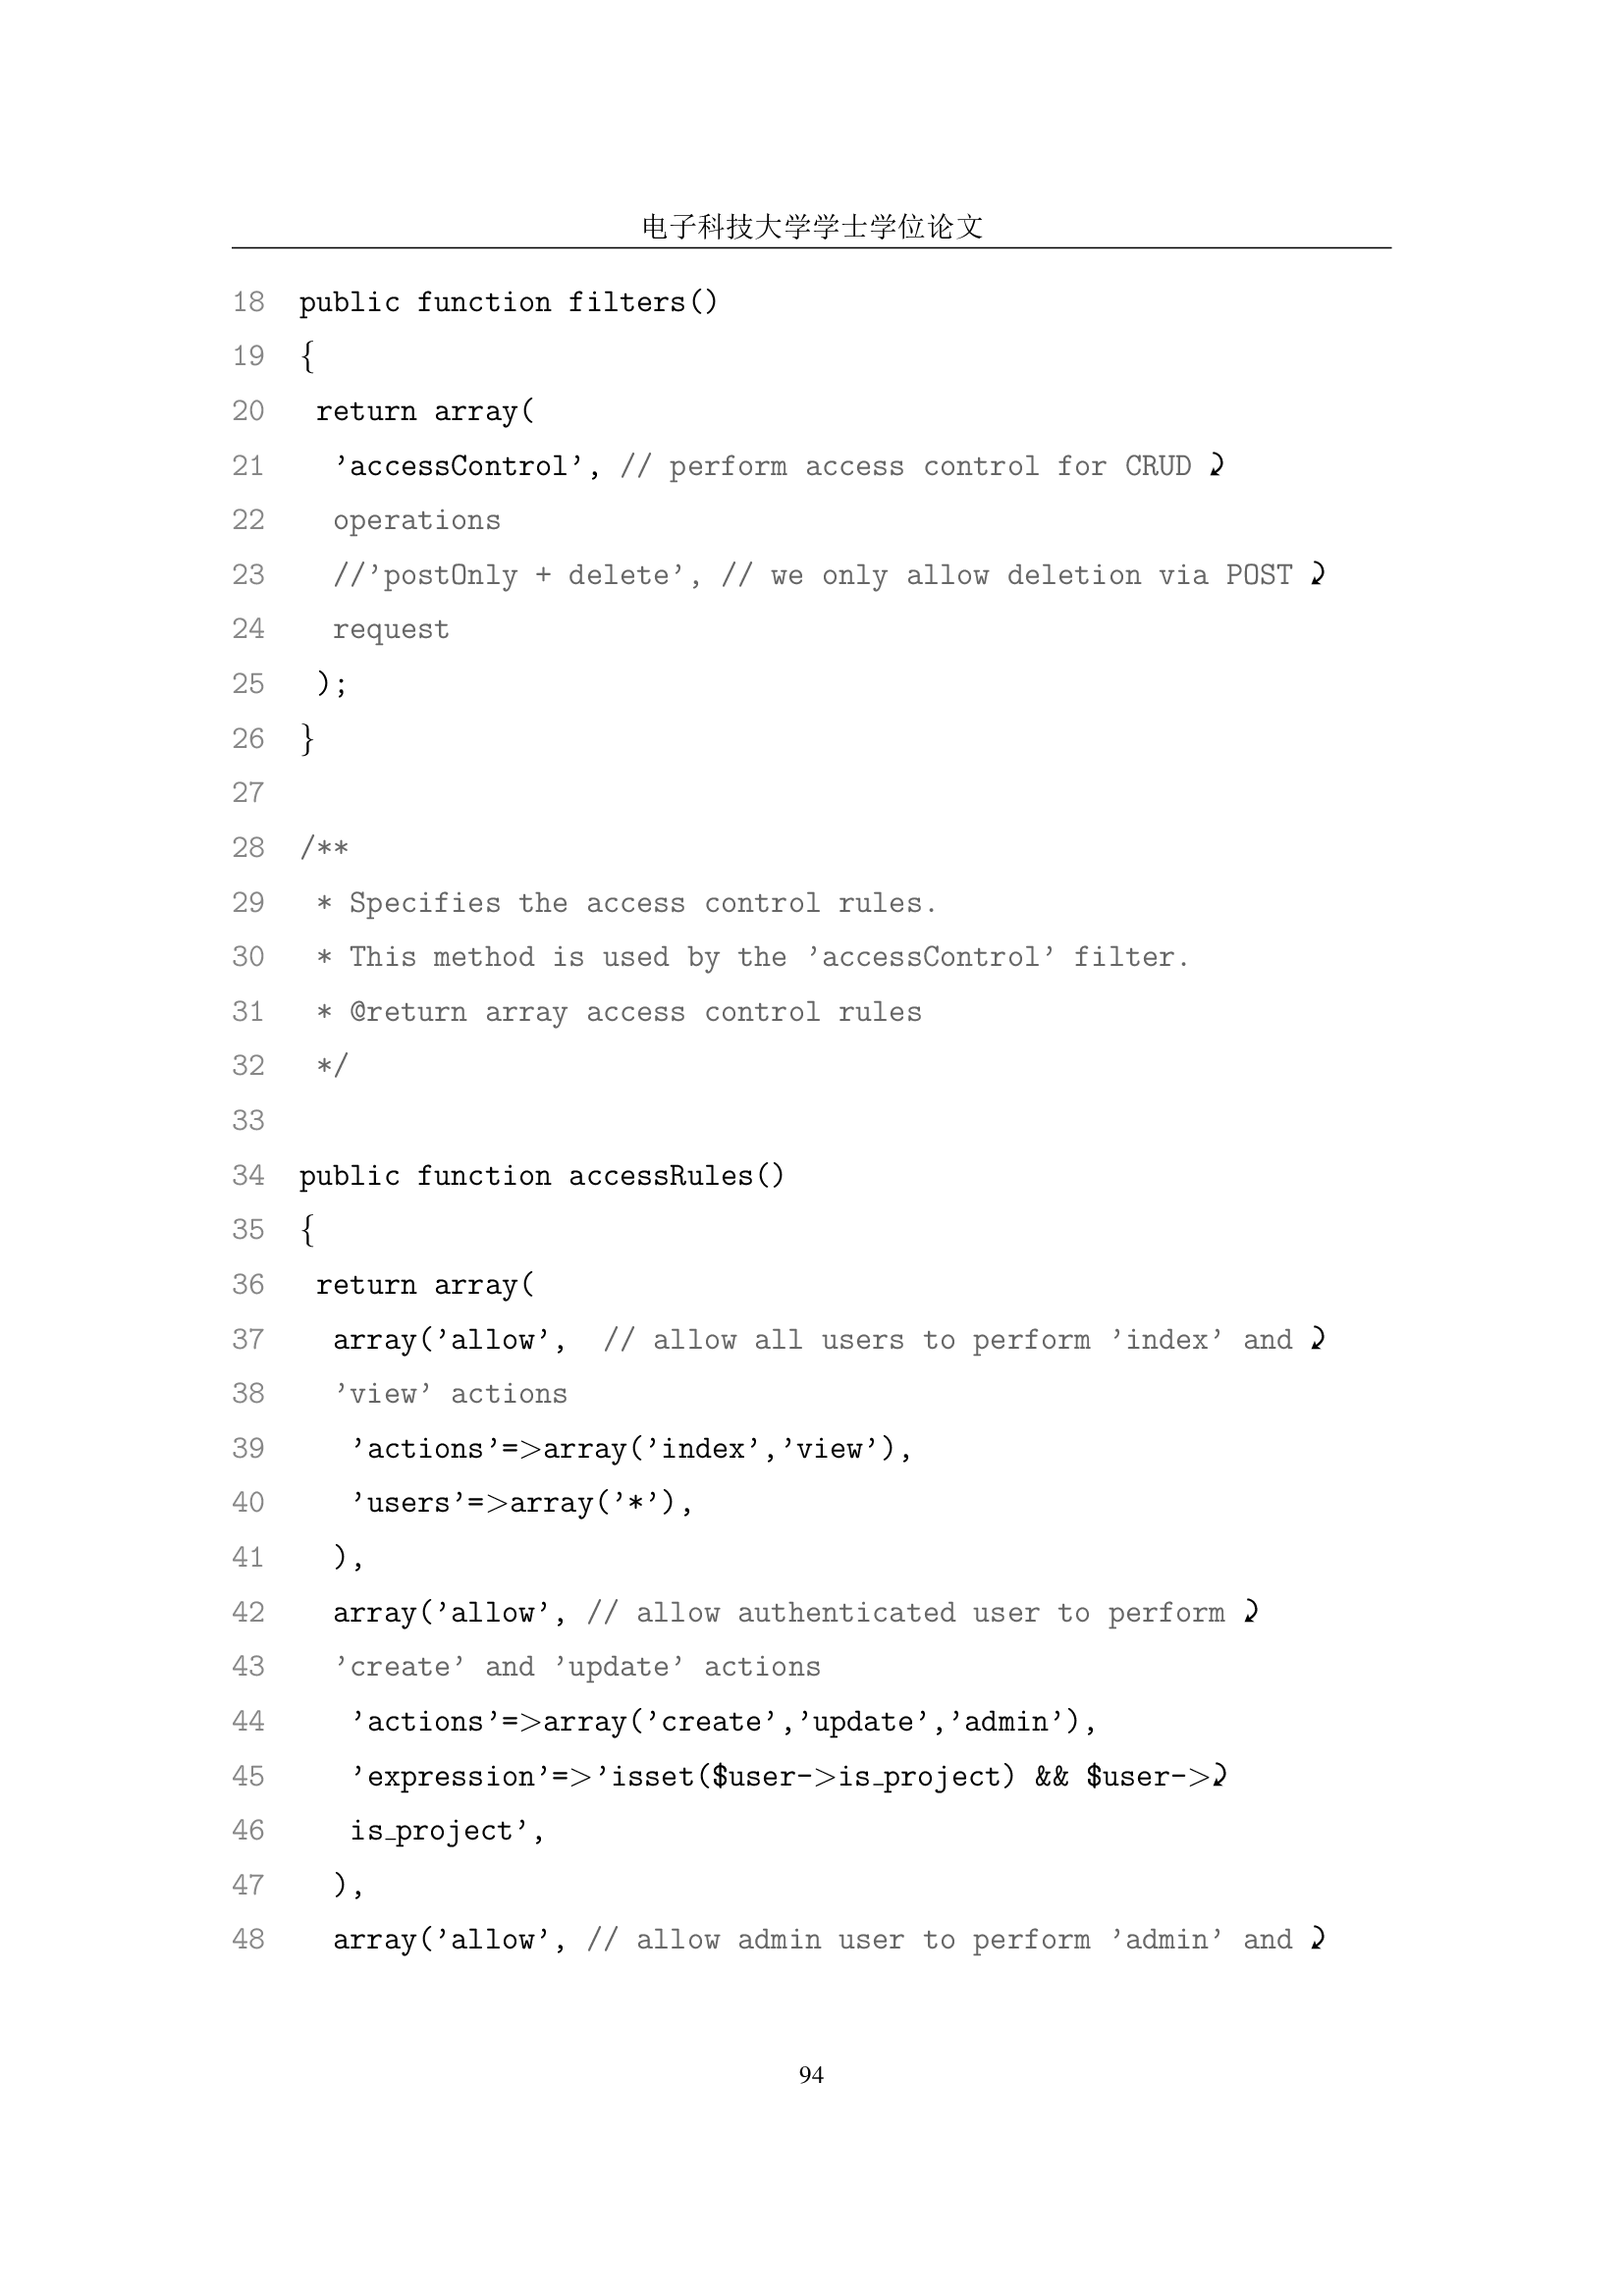 电子科技大学学士学位论文
18 public function filters()
19 {
20  return array(
21   'accessControl', // perform access control for CRUD ⤸
22   operations
23   //'postOnly + delete', // we only allow deletion via POST ⤸
24   request
25  );
26 }
27
28 /**
29  * Specifies the access control rules.
30  * This method is used by the 'accessControl' filter.
31  * @return array access control rules
32  */
33
34 public function accessRules()
35 {
36  return array(
37   array('allow',  // allow all users to perform 'index' and ⤸
38   'view' actions
39    'actions'=>array('index','view'),
40    'users'=>array('*'),
41   ),
42   array('allow', // allow authenticated user to perform ⤸
43   'create' and 'update' actions
44    'actions'=>array('create','update','admin'),
45    'expression'=>'isset($user->is_project) && $user->⤸
46    is_project',
47   ),
48   array('allow', // allow admin user to perform 'admin' and ⤸
94